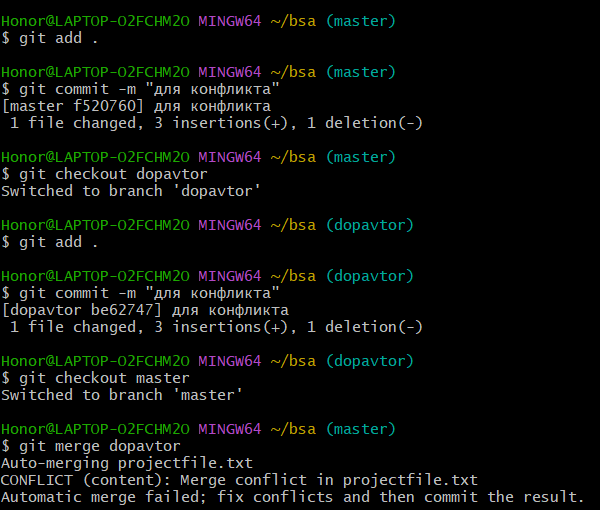 Honor@LAPTOP-O2FCHM2O MINGW64 ~/bsa (master)
$ git add .
Honor@LAPTOP-O2FCHM2O MINGW64 ~/bsa (master)
$ git commit -m "для конфликта"
[master f520760] для конфликта
 1 file changed, 3 insertions(+), 1 deletion(-)
Honor@LAPTOP-O2FCHM2O MINGW64 ~/bsa (master)
$ git checkout dopavtor
Switched to branch 'dopavtor'
Honor@LAPTOP-O2FCHM2O MINGW64 ~/bsa (dopavtor)
$ git add .
Honor@LAPTOP-O2FCHM2O MINGW64 ~/bsa (dopavtor)
$ git commit -m "для конфликта"
[dopavtor be62747] для конфликта
 1 file changed, 3 insertions(+), 1 deletion(-)
Honor@LAPTOP-O2FCHM2O MINGW64 ~/bsa (dopavtor)
$ git checkout master
Switched to branch 'master'
Honor@LAPTOP-O2FCHM2O MINGW64 ~/bsa (master)
$ git merge dopavtor
Auto-merging projectfile.txt
CONFLICT (content): Merge conflict in projectfile.txt
Automatic merge failed; fix conflicts and then commit the result.